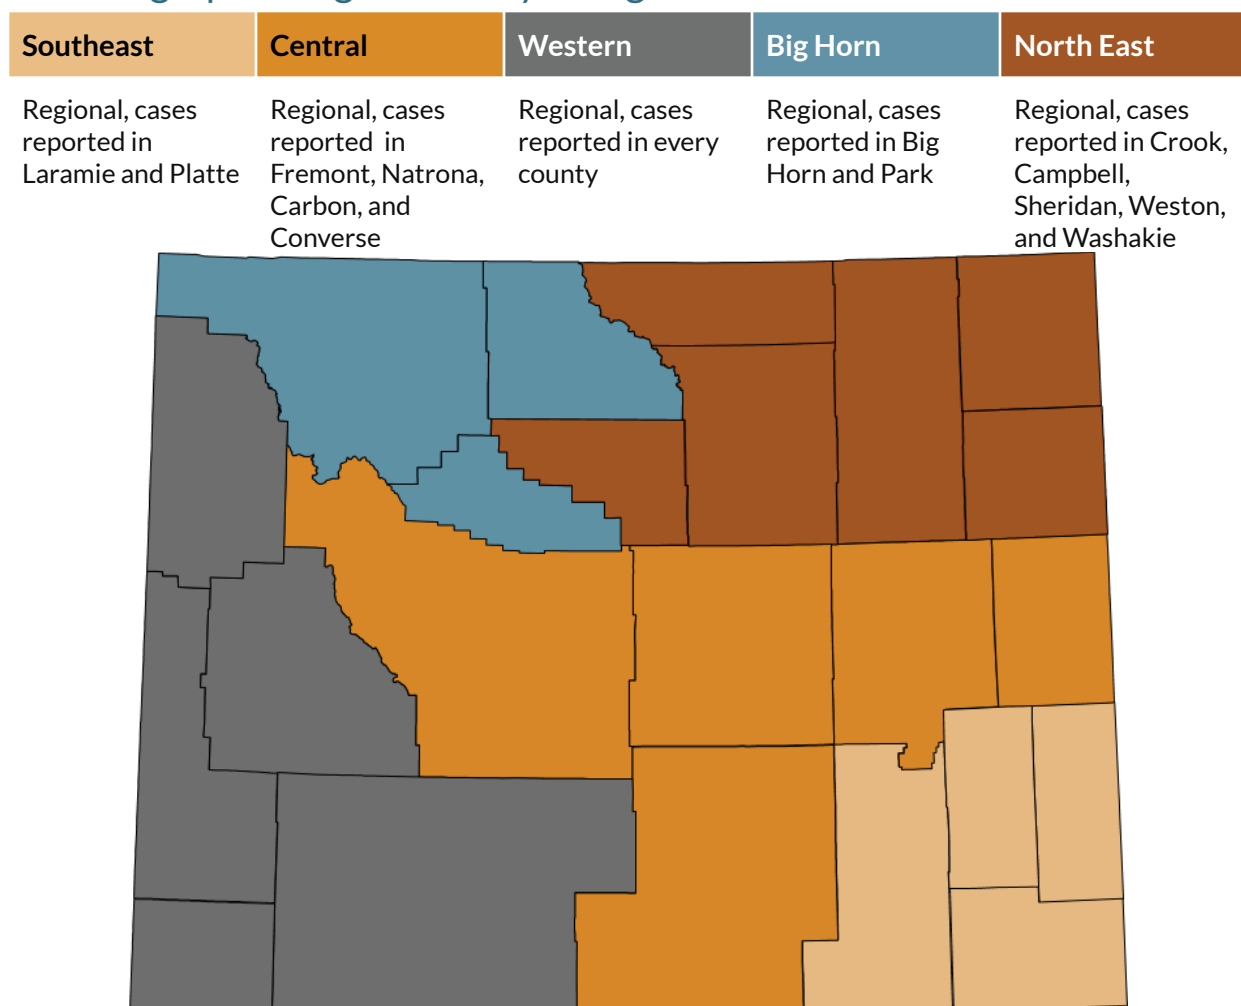 Southeast
Central
Western
Big Horn
North East
Regional, cases
reported in
Laramie and Platte
Regional, cases
reported  in
Fremont, Natrona,
Carbon, and
Converse
Regional, cases
reported in every
county
Regional, cases
reported in Big
Horn and Park
Regional, cases
reported in Crook,
Campbell,
Sheridan, Weston,
and Washakie